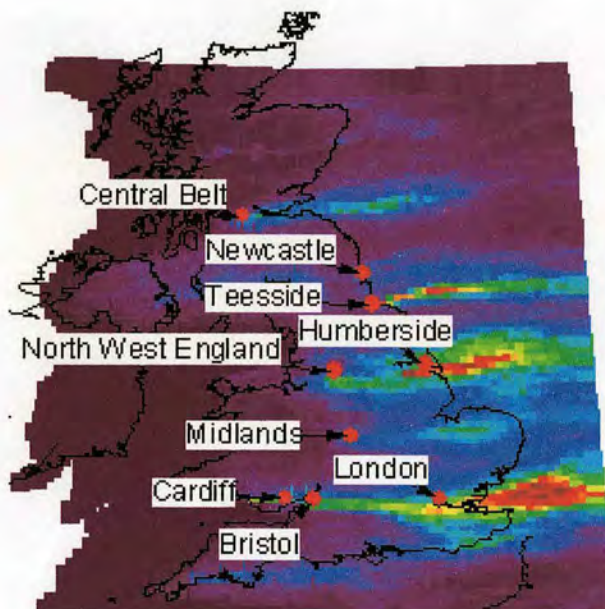 Central Belt
Newcastle
Teesside
Humberside
North West England
Midlands
London
Cardiff
Bristol